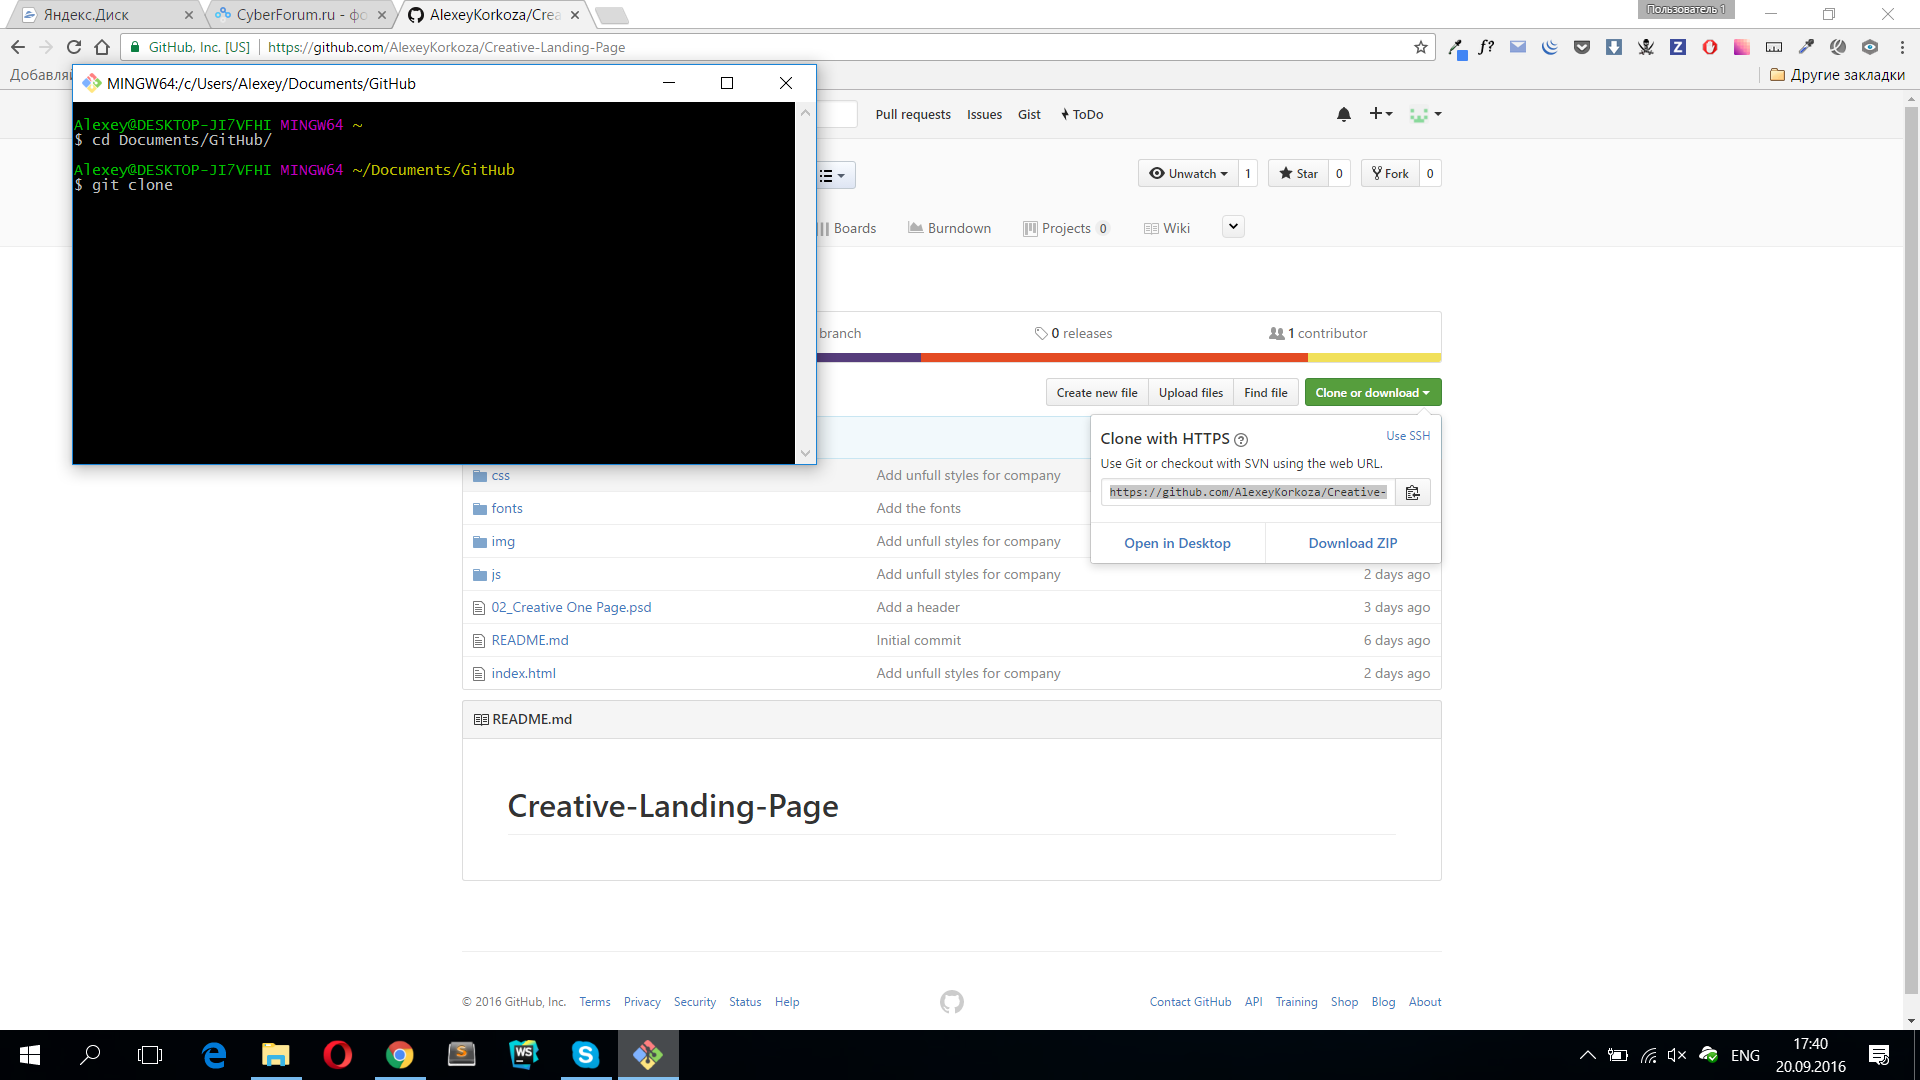 Яндекс.Диск
CyberForum.ru - фо
AlexeyKorkoza/Crea
Пользователь 1
GitHub, Inc. [US]
https://github.com/AlexeyKorkoza/Creative-Landing-Page
f?
Z
Добавляй
Другие закладки
MINGW64:/c/Users/Alexey/Documents/GitHub
Alexey@DESKTOP-JI7VFHI MINGW64 ~
$ cd Documents/GitHub/
Alexey@DESKTOP-JI7VFHI MINGW64 ~/Documents/GitHub
$ git clone
Pull requests Issues Gist ToDo
Unwatch 1 Star 0 Fork 0
Boards Burndown Projects 0 Wiki
branch 0 releases 1 contributor
Create new file Upload files Find file Clone or download
Clone with HTTPS ? Use SSH
Use Git or checkout with SVN using the web URL.
https://github.com/AlexeyKorkoza/Creative-
Open in Desktop Download ZIP
css Add unfull styles for company
fonts Add the fonts
img Add unfull styles for company
js Add unfull styles for company 2 days ago
02_Creative One Page.psd Add a header 3 days ago
README.md Initial commit 6 days ago
index.html Add unfull styles for company 2 days ago
README.md
Creative-Landing-Page
© 2016 GitHub, Inc. Terms Privacy Security Status Help
Contact GitHub API Training Shop Blog About
S
WS
S
ENG
17:40
20.09.2016